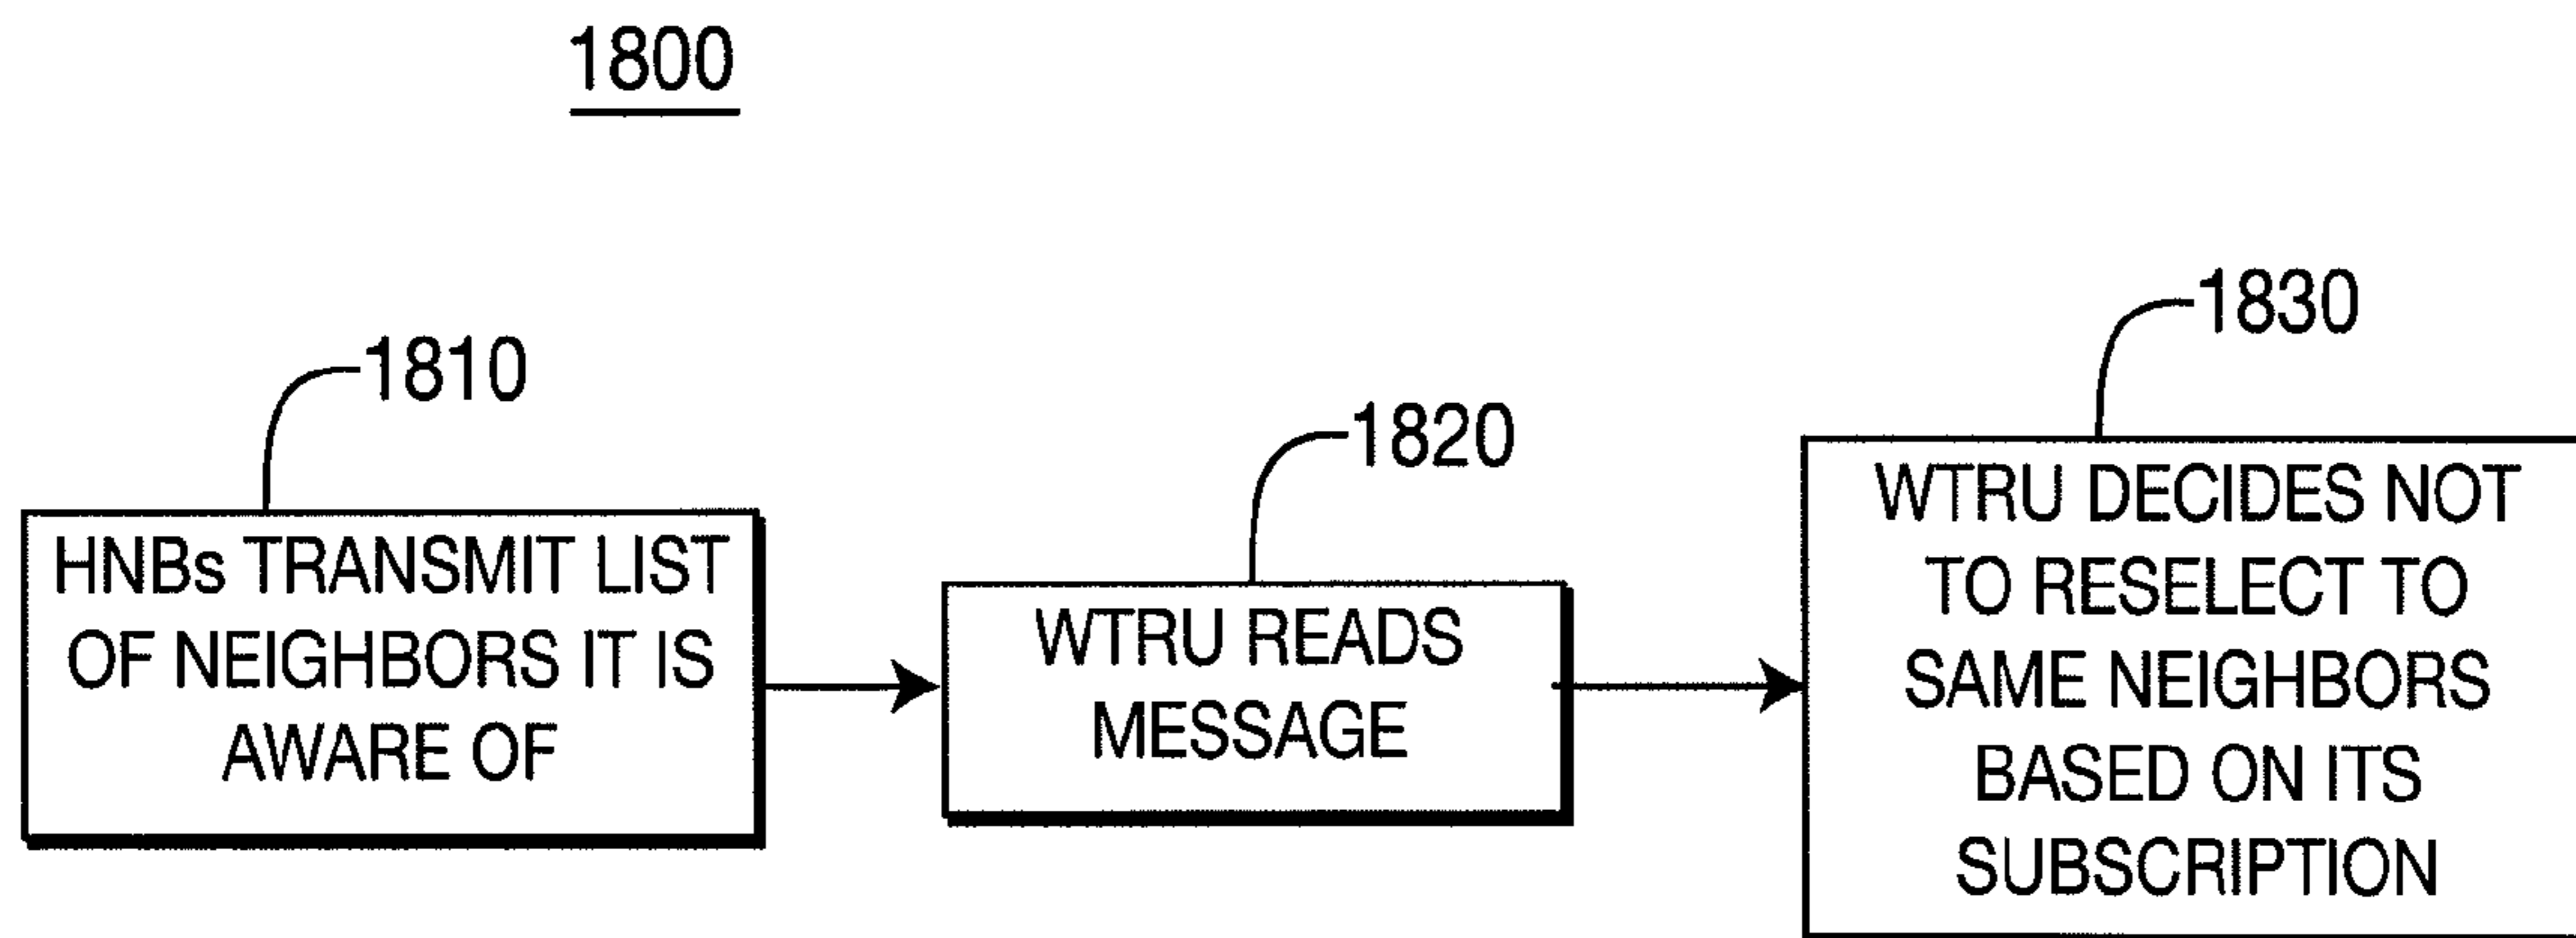 1800
1810
HNBs TRANSMIT LIST
OF NEIGHBORS IT IS
AWARE OF
1820
WTRU READS
MESSAGE
1830
WTRU DECIDES NOT
TO RESELECT TO
SAME NEIGHBORS
BASED ON ITS
SUBSCRIPTION